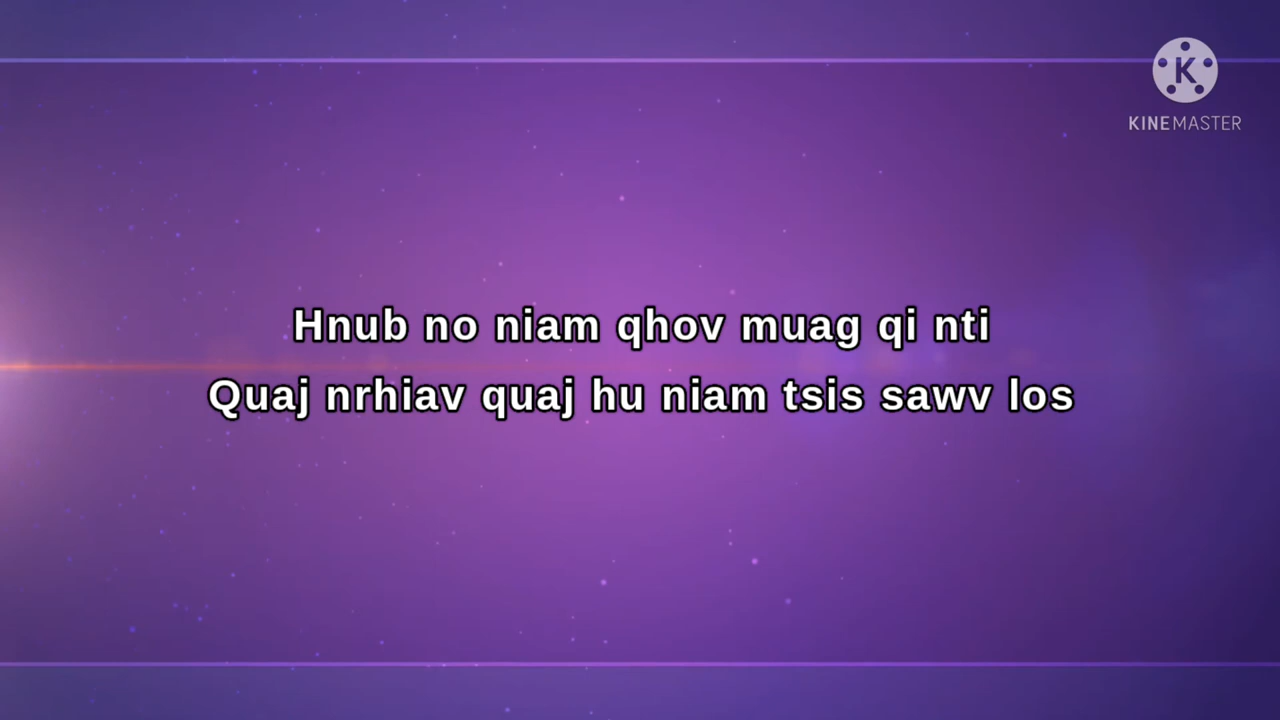 KINEMASTER
Hnub no niam qhov muag qi nti
Quaj nrhiav quaj hu niam tsis sawv los